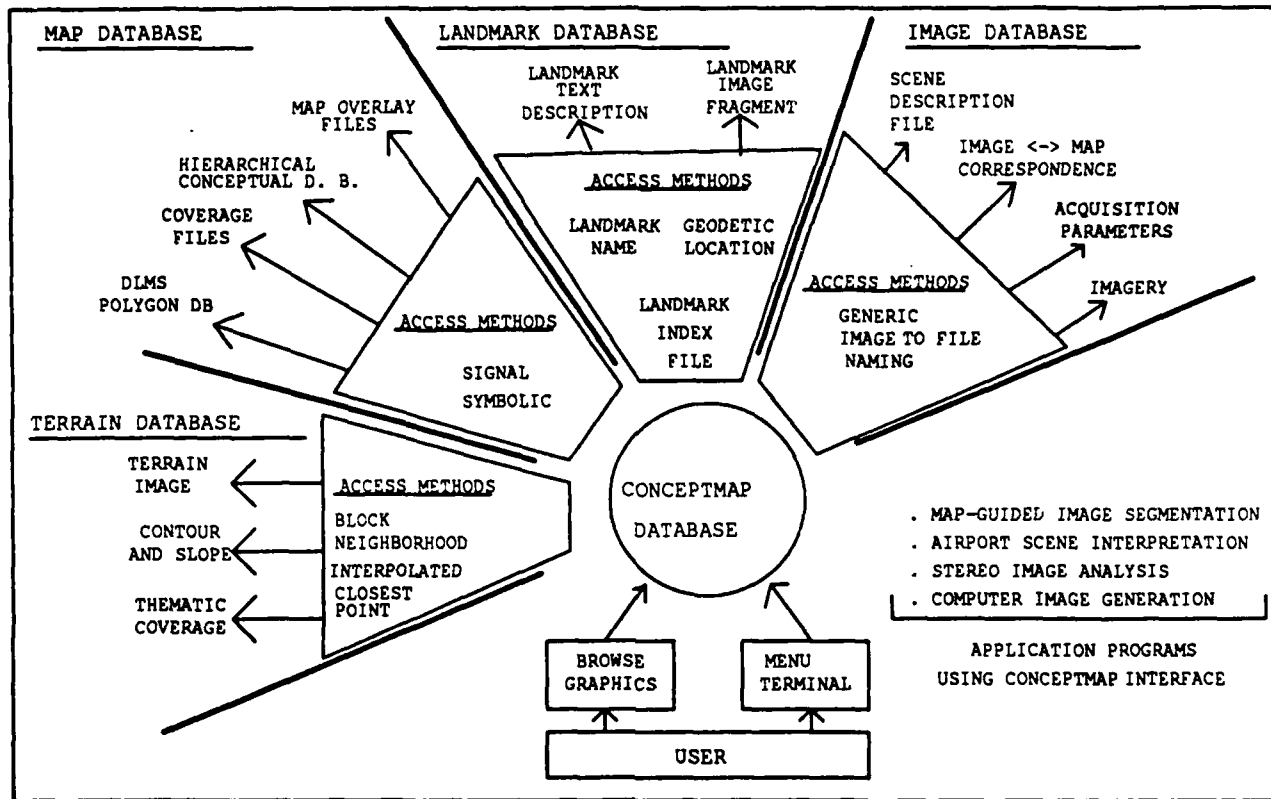 MAP DATABASE
LANDMARK DATABASE
IMAGE DATABASE
MAP OVERLAY
FILES
HIERARCHICAL
CONCEPTUAL D. B.
COVERAGE
FILES
DLMS
POLYGON DB
ACCESS METHODS
SIGNAL
SYMBOLIC
LANDMARK
TEXT
DESCRIPTION
LANDMARK
IMAGE
FRAGMENT
ACCESS METHODS
LANDMARK
NAME
GEODETIC
LOCATION
LANDMARK
INDEX
FILE
SCENE
DESCRIPTION
FILE
IMAGE <-> MAP
CORRESPONDENCE
ACQUISITION
PARAMETERS
IMAGERY
ACCESS METHODS
GENERIC
IMAGE TO FILE
NAMING
TERRAIN DATABASE
TERRAIN
IMAGE
CONTOUR
AND SLOPE
THEMATIC
COVERAGE
ACCESS METHODS
BLOCK
NEIGHBORHOOD
INTERPOLATED
CLOSEST
POINT
CONCEPTMAP
DATABASE
BROWSE
GRAPHICS
MENU
TERMINAL
USER
. MAP-GUIDED IMAGE SEGMENTATION
. AIRPORT SCENE INTERPRETATION
. STEREO IMAGE ANALYSIS
. COMPUTER IMAGE GENERATION
APPLICATION PROGRAMS
USING CONCEPTMAP INTERFACE